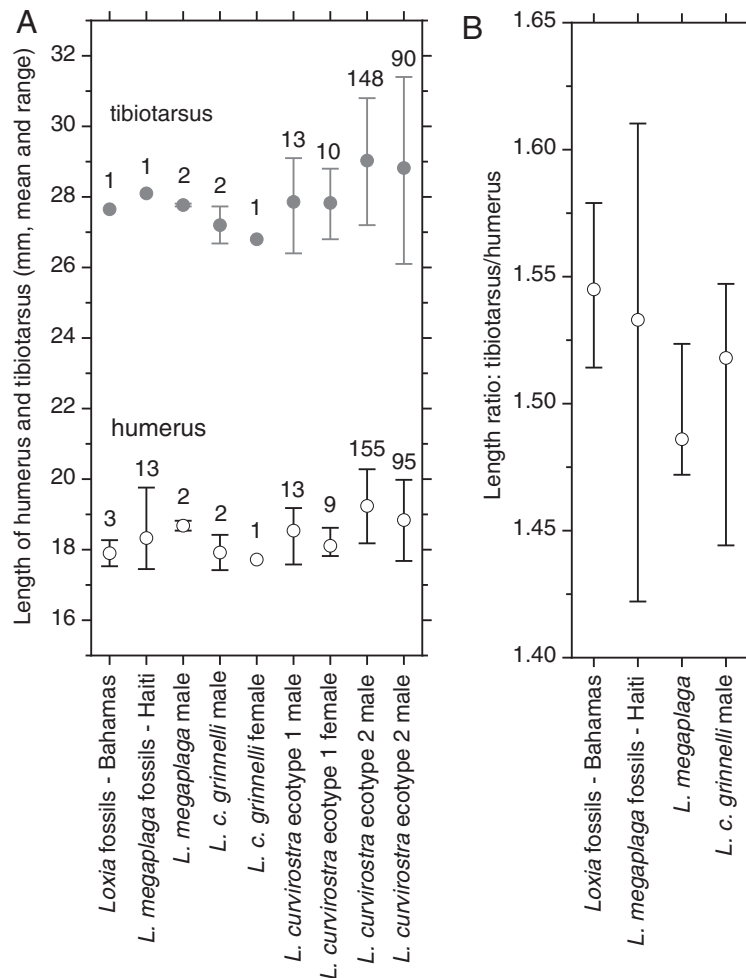 A
Length of humerus and tibiotarsus (mm, mean and range)
32
30
28
26
24
22
20
18
16
tibiotarsus
1
1
2
2
1
13
10
148
90
humerus
3
13
2
2
1
13
9
155
95
Loxia fossils - Bahamas
L. megaplaga fossils - Haiti
L. megaplaga male
L. c. grinnelli male
L. c. grinnelli female
L. curvirostra ecotype 1 male
L. curvirostra ecotype 1 female
L. curvirostra ecotype 2 male
L. curvirostra ecotype 2 male
B
Length ratio: tibiotarsus/humerus
1.65
1.60
1.55
1.50
1.45
1.40
Loxia fossils - Bahamas
L. megaplaga fossils - Haiti
L. megaplaga
L. c. grinnelli male